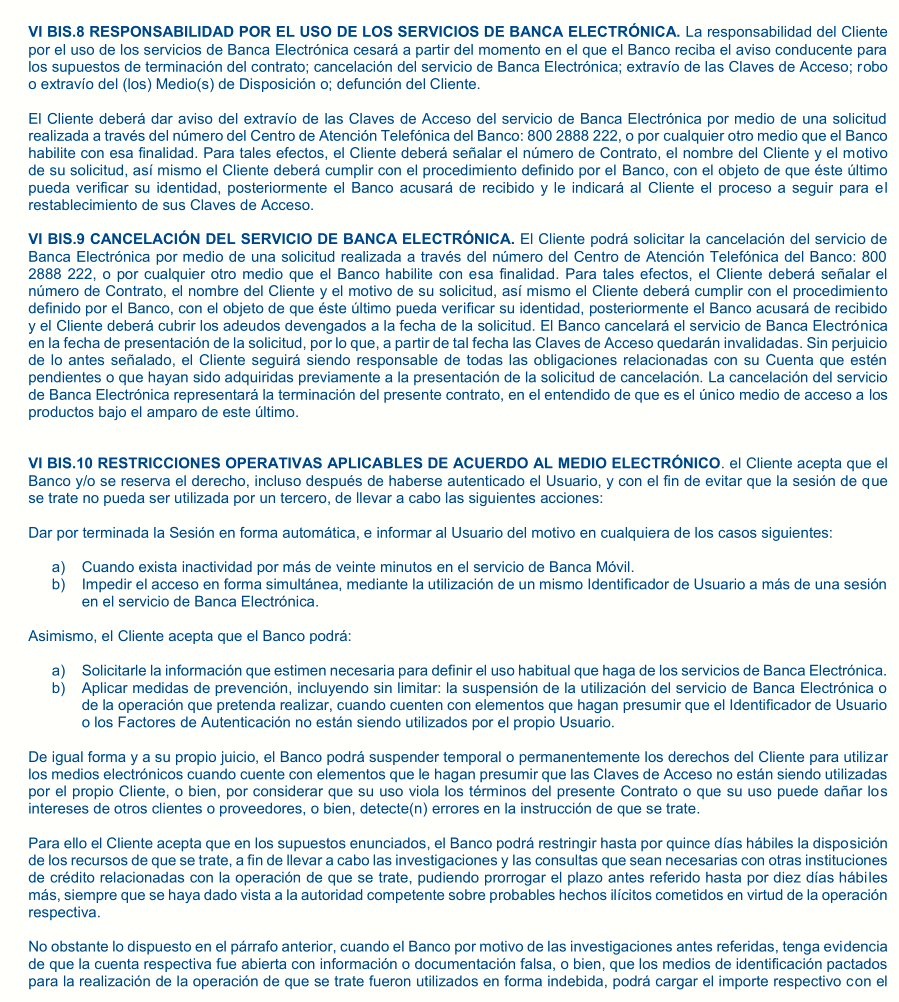 VI BIS.8 RESPONSABILIDAD POR EL USO DE LOS SERVICIOS DE BANCA ELECTRÓNICA. La responsabilidad del Cliente
por el uso de los servicios de Banca Electrónica cesará a partir del momento en el que el Banco reciba el aviso conducente para
los supuestos de terminación del contrato; cancelación del servicio de Banca Electrónica; extravío de las Claves de Acceso; robo
o extravío del (los) Medio(s) de Disposición o; defunción del Cliente.
El Cliente deberá dar aviso del extravío de las Claves de Acceso del servicio de Banca Electrónica por medio de una solicitud
realizada a través del número del Centro de Atención Telefónica del Banco: 800 2888 222, o por cualquier otro medio que el Banco
habilite con esa finalidad. Para tales efectos, el Cliente deberá señalar el número de Contrato, el nombre del Cliente y el motivo
de su solicitud, así mismo el Cliente deberá cumplir con el procedimiento definido por el Banco, con el objeto de que éste último
pueda verificar su identidad, posteriormente el Banco acusará de recibido y le indicará al Cliente el proceso a seguir para el
restablecimiento de sus Claves de Acceso.
VI BIS.9 CANCELACIÓN DEL SERVICIO DE BANCA ELECTRÓNICA. El Cliente podrá solicitar la cancelación del servicio de
Banca Electrónica por medio de una solicitud realizada a través del número del Centro de Atención Telefónica del Banco: 800
2888 222, o por cualquier otro medio que el Banco habilite con esa finalidad. Para tales efectos, el Cliente deberá señalar el
número de Contrato, el nombre del Cliente y el motivo de su solicitud, así mismo el Cliente deberá cumplir con el procedimiento
definido por el Banco, con el objeto de que éste último pueda verificar su identidad, posteriormente el Banco acusará de recibido
y el Cliente deberá cubrir los adeudos devengados a la fecha de la solicitud. El Banco cancelará el servicio de Banca Electrónica
en la fecha de presentación de la solicitud, por lo que, a partir de tal fecha las Claves de Acceso quedarán invalidadas. Sin perjuicio
de lo antes señalado, el Cliente seguirá siendo responsable de todas las obligaciones relacionadas con su Cuenta que estén
pendientes o que hayan sido adquiridas previamente a la presentación de la solicitud de cancelación. La cancelación del servicio
de Banca Electrónica representará la terminación del presente contrato, en el entendido de que es el único medio de acceso a los
productos bajo el amparo de este último.
VI BIS.10 RESTRICCIONES OPERATIVAS APLICABLES DE ACUERDO AL MEDIO ELECTRÓNICO. el Cliente acepta que el
Banco y/o se reserva el derecho, incluso después de haberse autenticado el Usuario, y con el fin de evitar que la sesión de que
se trate no pueda ser utilizada por un tercero, de llevar a cabo las siguientes acciones:
Dar por terminada la Sesión en forma automática, e informar al Usuario del motivo en cualquiera de los casos siguientes:
a) Cuando exista inactividad por más de veinte minutos en el servicio de Banca Móvil.
b) Impedir el acceso en forma simultánea, mediante la utilización de un mismo Identificador de Usuario a más de una sesión
en el servicio de Banca Electrónica.
Asimismo, el Cliente acepta que el Banco podrá:
a) Solicitarle la información que estimen necesaria para definir el uso habitual que haga de los servicios de Banca Electrónica.
b) Aplicar medidas de prevención, incluyendo sin limitar: la suspensión de la utilización del servicio de Banca Electrónica o
de la operación que pretenda realizar, cuando cuenten con elementos que hagan presumir que el Identificador de Usuario
o los Factores de Autenticación no están siendo utilizados por el propio Usuario.
De igual forma y a su propio juicio, el Banco podrá suspender temporal o permanentemente los derechos del Cliente para utilizar
los medios electrónicos cuando cuente con elementos que le hagan presumir que las Claves de Acceso no están siendo utilizadas
por el propio Cliente, o bien, por considerar que su uso viola los términos del presente Contrato o que su uso puede dañar los
intereses de otros clientes o proveedores, o bien, detecte(n) errores en la instrucción de que se trate.
Para ello el Cliente acepta que en los supuestos enunciados, el Banco podrá restringir hasta por quince días hábiles la disposición
de los recursos de que se trate, a fin de llevar a cabo las investigaciones y las consultas que sean necesarias con otras instituciones
de crédito relacionadas con la operación de que se trate, pudiendo prorrogar el plazo antes referido hasta por diez días hábiles
más, siempre que se haya dado vista a la autoridad competente sobre probables hechos ilícitos cometidos en virtud de la operación
respectiva.
No obstante lo dispuesto en el párrafo anterior, cuando el Banco por motivo de las investigaciones antes referidas, tenga evidencia
de que la cuenta respectiva fue abierta con información o documentación falsa, o bien, que los medios de identificación pactados
para la realización de la operación de que se trate fueron utilizados en forma indebida, podrá cargar el importe respectivo con el